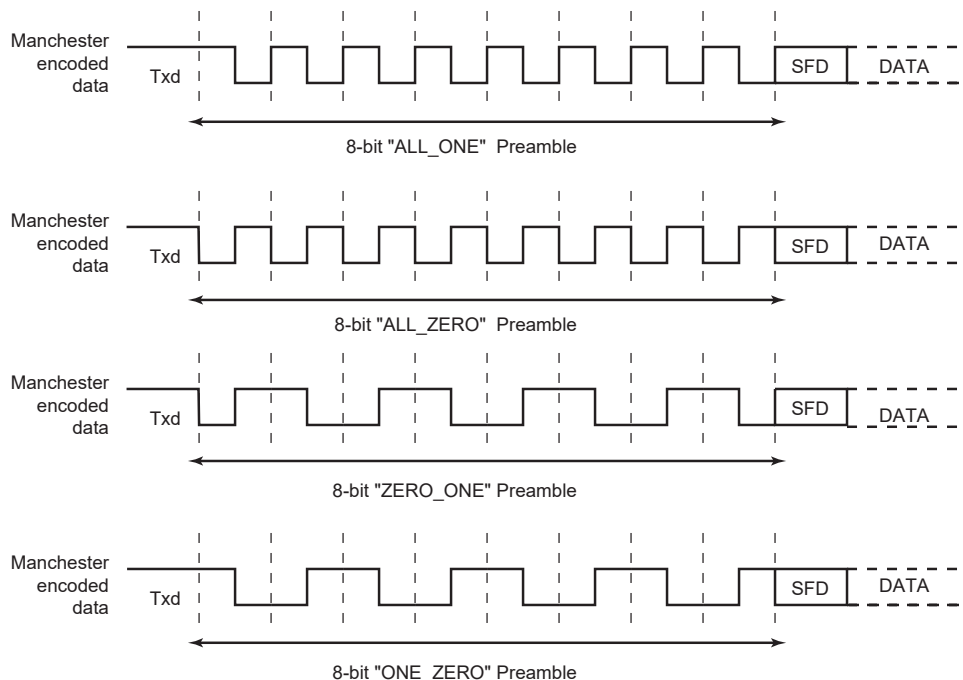 Manchester
encoded
data
Txd
SFD
DATA
8-bit "ALL_ONE" Preamble
Manchester
encoded
data
Txd
SFD
DATA
8-bit "ALL_ZERO" Preamble
Manchester
encoded
data
Txd
SFD
DATA
8-bit "ZERO_ONE" Preamble
Manchester
encoded
data
Txd
SFD
DATA
8-bit "ONE_ZERO" Preamble